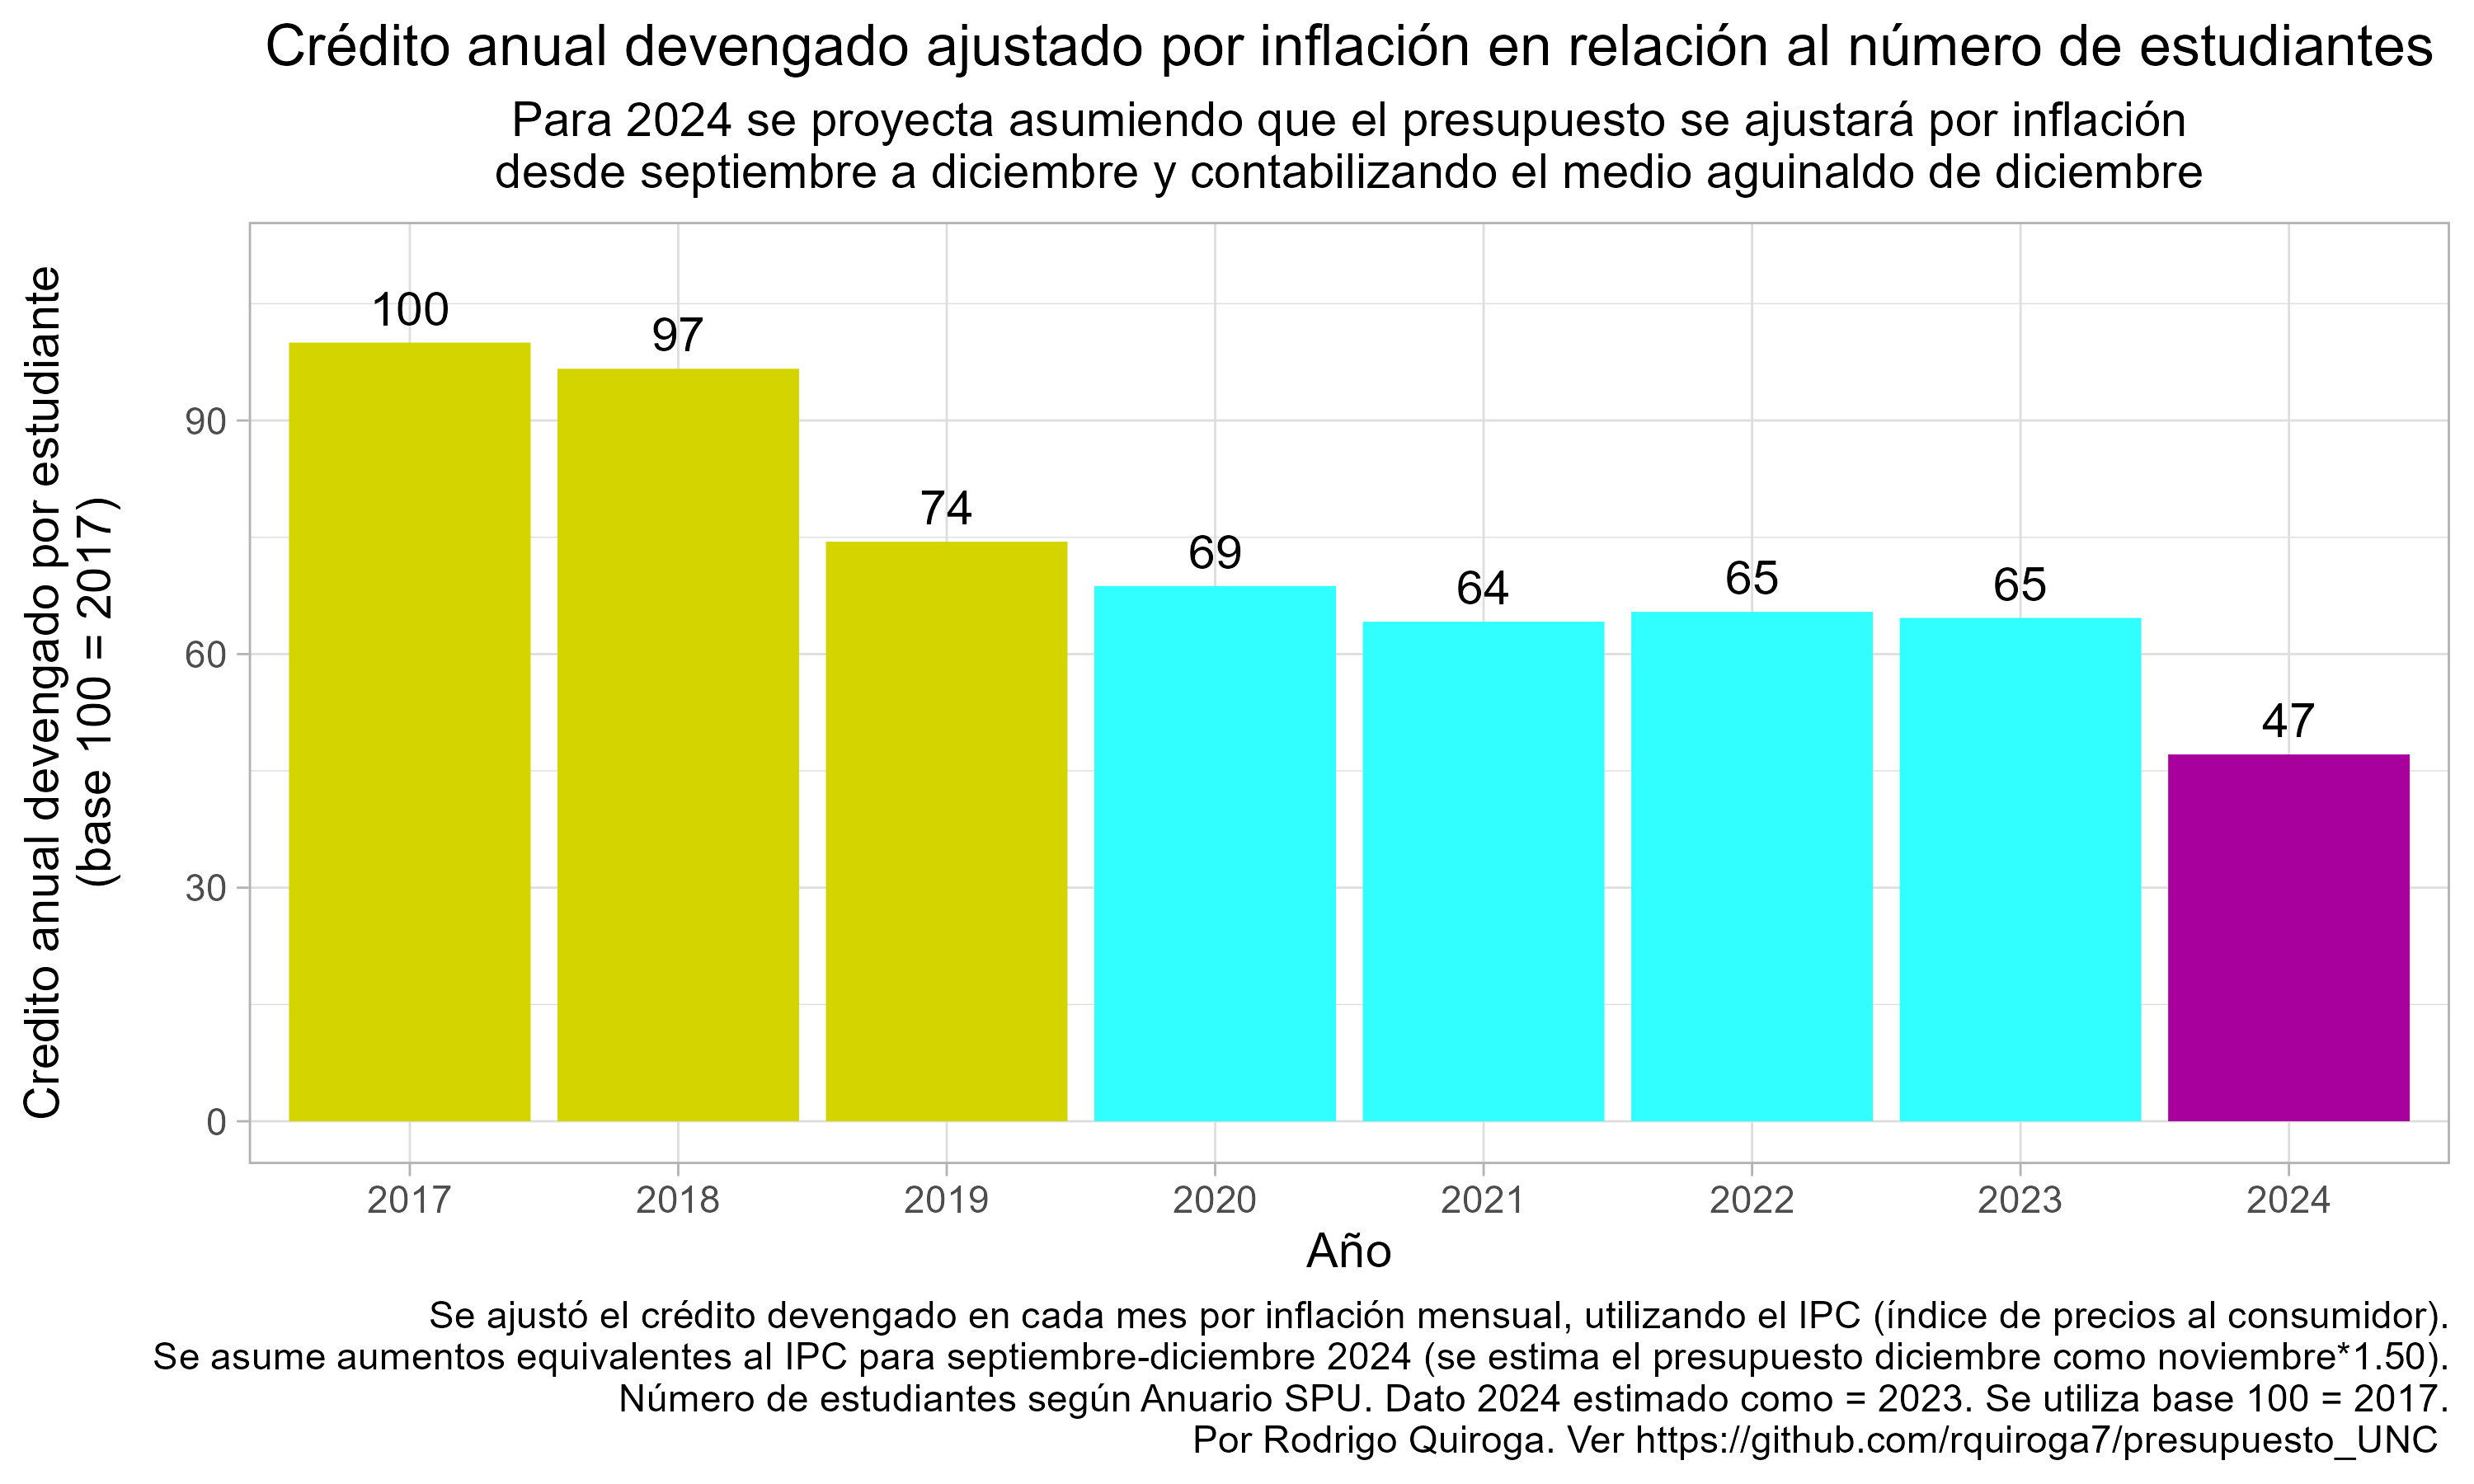 Crédito anual devengado ajustado por inflación en relación al número de estudiantes
Para 2024 se proyecta asumiendo que el presupuesto se ajustará por inflación
desde septiembre a diciembre y contabilizando el medio aguinaldo de diciembre
Credito anual devengado por estudiante
(base 100 = 2017)
90
60
30
0
100
97
74
69
64
65
65
47
2017
2018
2019
2020
2021
2022
2023
2024
Año
Se ajustó el crédito devengado en cada mes por inflación mensual, utilizando el IPC (índice de precios al consumidor).
Se asume aumentos equivalentes al IPC para septiembre-diciembre 2024 (se estima el presupuesto diciembre como noviembre*1.50).
Número de estudiantes según Anuario SPU. Dato 2024 estimado como = 2023. Se utiliza base 100 = 2017.
Por Rodrigo Quiroga. Ver https://github.com/rquiroga7/presupuesto_UNC